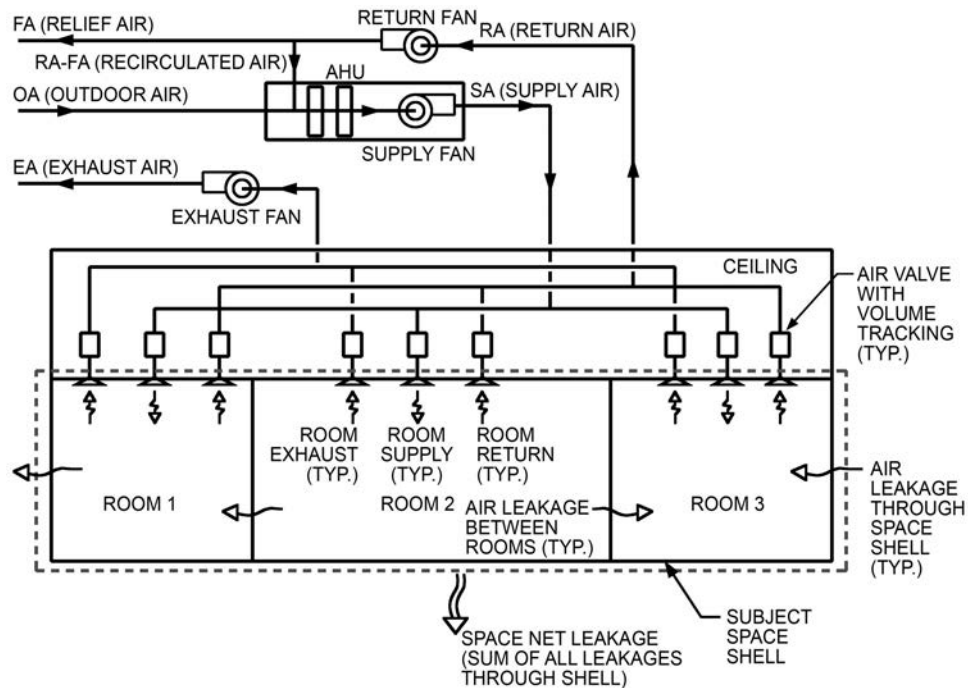 FA (RELIEF AIR)
RETURN FAN
RA (RETURN AIR)
RA-FA (RECIRCULATED AIR)
AHU
OA (OUTDOOR AIR)
SA (SUPPLY AIR)
SUPPLY FAN
EA (EXHAUST AIR)
EXHAUST FAN
CEILING
AIR VALVE
WITH
VOLUME
TRACKING
(TYP.)
ROOM
EXHAUST
(TYP.)
ROOM
SUPPLY
(TYP.)
ROOM
RETURN
(TYP.)
ROOM 1
ROOM 2
AIR LEAKAGE
BETWEEN
ROOMS (TYP.)
ROOM 3
AIR
LEAKAGE
THROUGH
SPACE
SHELL
(TYP.)
SPACE NET LEAKAGE
(SUM OF ALL LEAKAGES
THROUGH SHELL)
SUBJECT
SPACE
SHELL